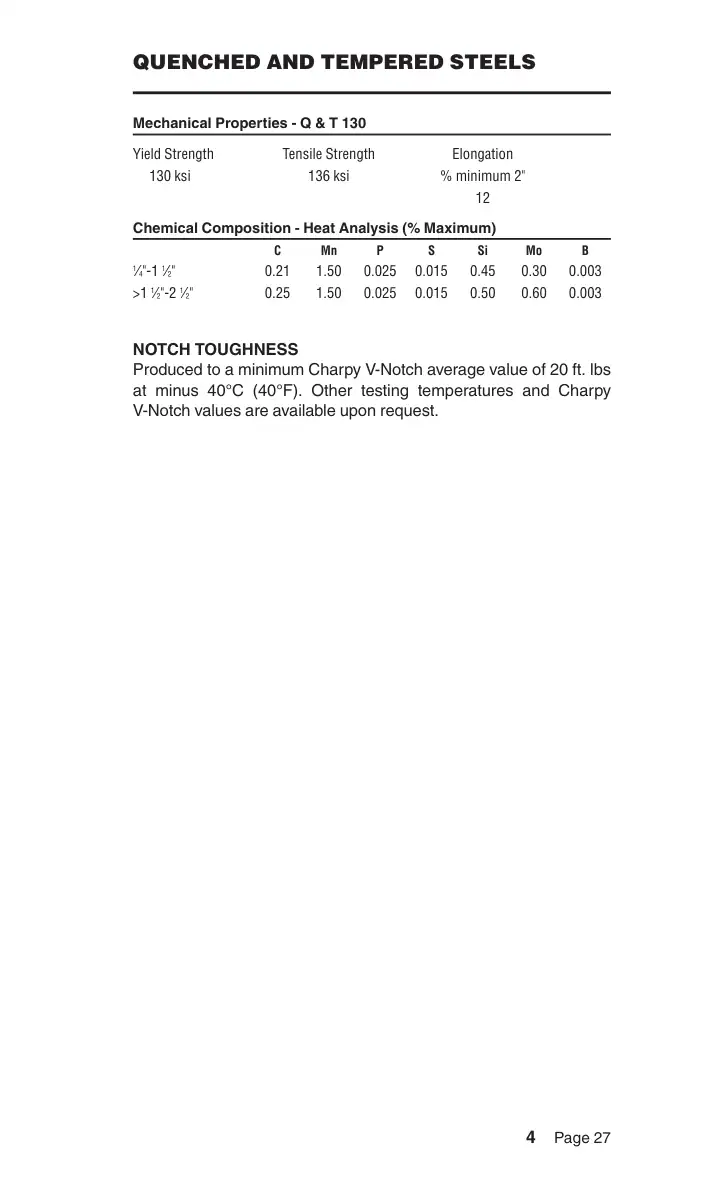 QUENCHED AND TEMPERED STEELS
Mechanical Properties - Q & T 130
Yield Strength Tensile Strength Elongation
130 ksi 136 ksi % minimum 2"
12
Chemical Composition - Heat Analysis (% Maximum)
C Mn P S Si Mo B
¼"-1 ½" 0.21 1.50 0.025 0.015 0.45 0.30 0.003
>1 ½"-2 ½" 0.25 1.50 0.025 0.015 0.50 0.60 0.003
NOTCH TOUGHNESS
Produced to a minimum Charpy V-Notch average value of 20 ft. lbs
at minus 40°C (40°F). Other testing temperatures and Charpy
V-Notch values are available upon request.
4 Page 27